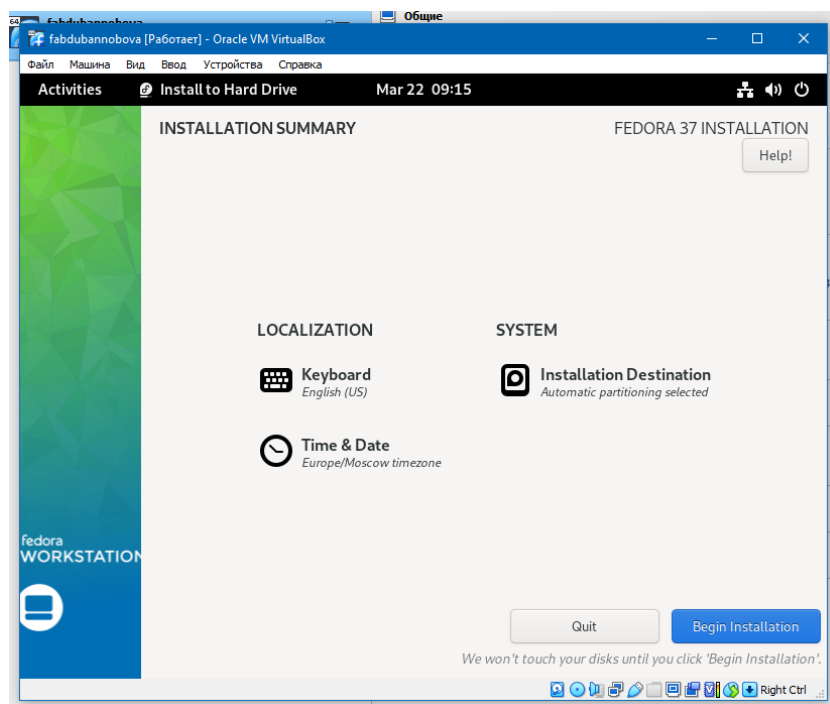 64
fabdubannobova
Общие
fabdubannobova [Работает] - Oracle VM VirtualBox
Файл Машина Вид Ввод Устройства Справка
Activities Install to Hard Drive Mar 22 09:15
INSTALLATION SUMMARY
FEDORA 37 INSTALLATION
Help!
LOCALIZATION
SYSTEM
Keyboard
English (US)
Installation Destination
Automatic partitioning selected
Time & Date
Europe/Moscow timezone
fedora
WORKSTATION
Quit
Begin Installation
We won't touch your disks until you click 'Begin Installation'.
Right Ctrl